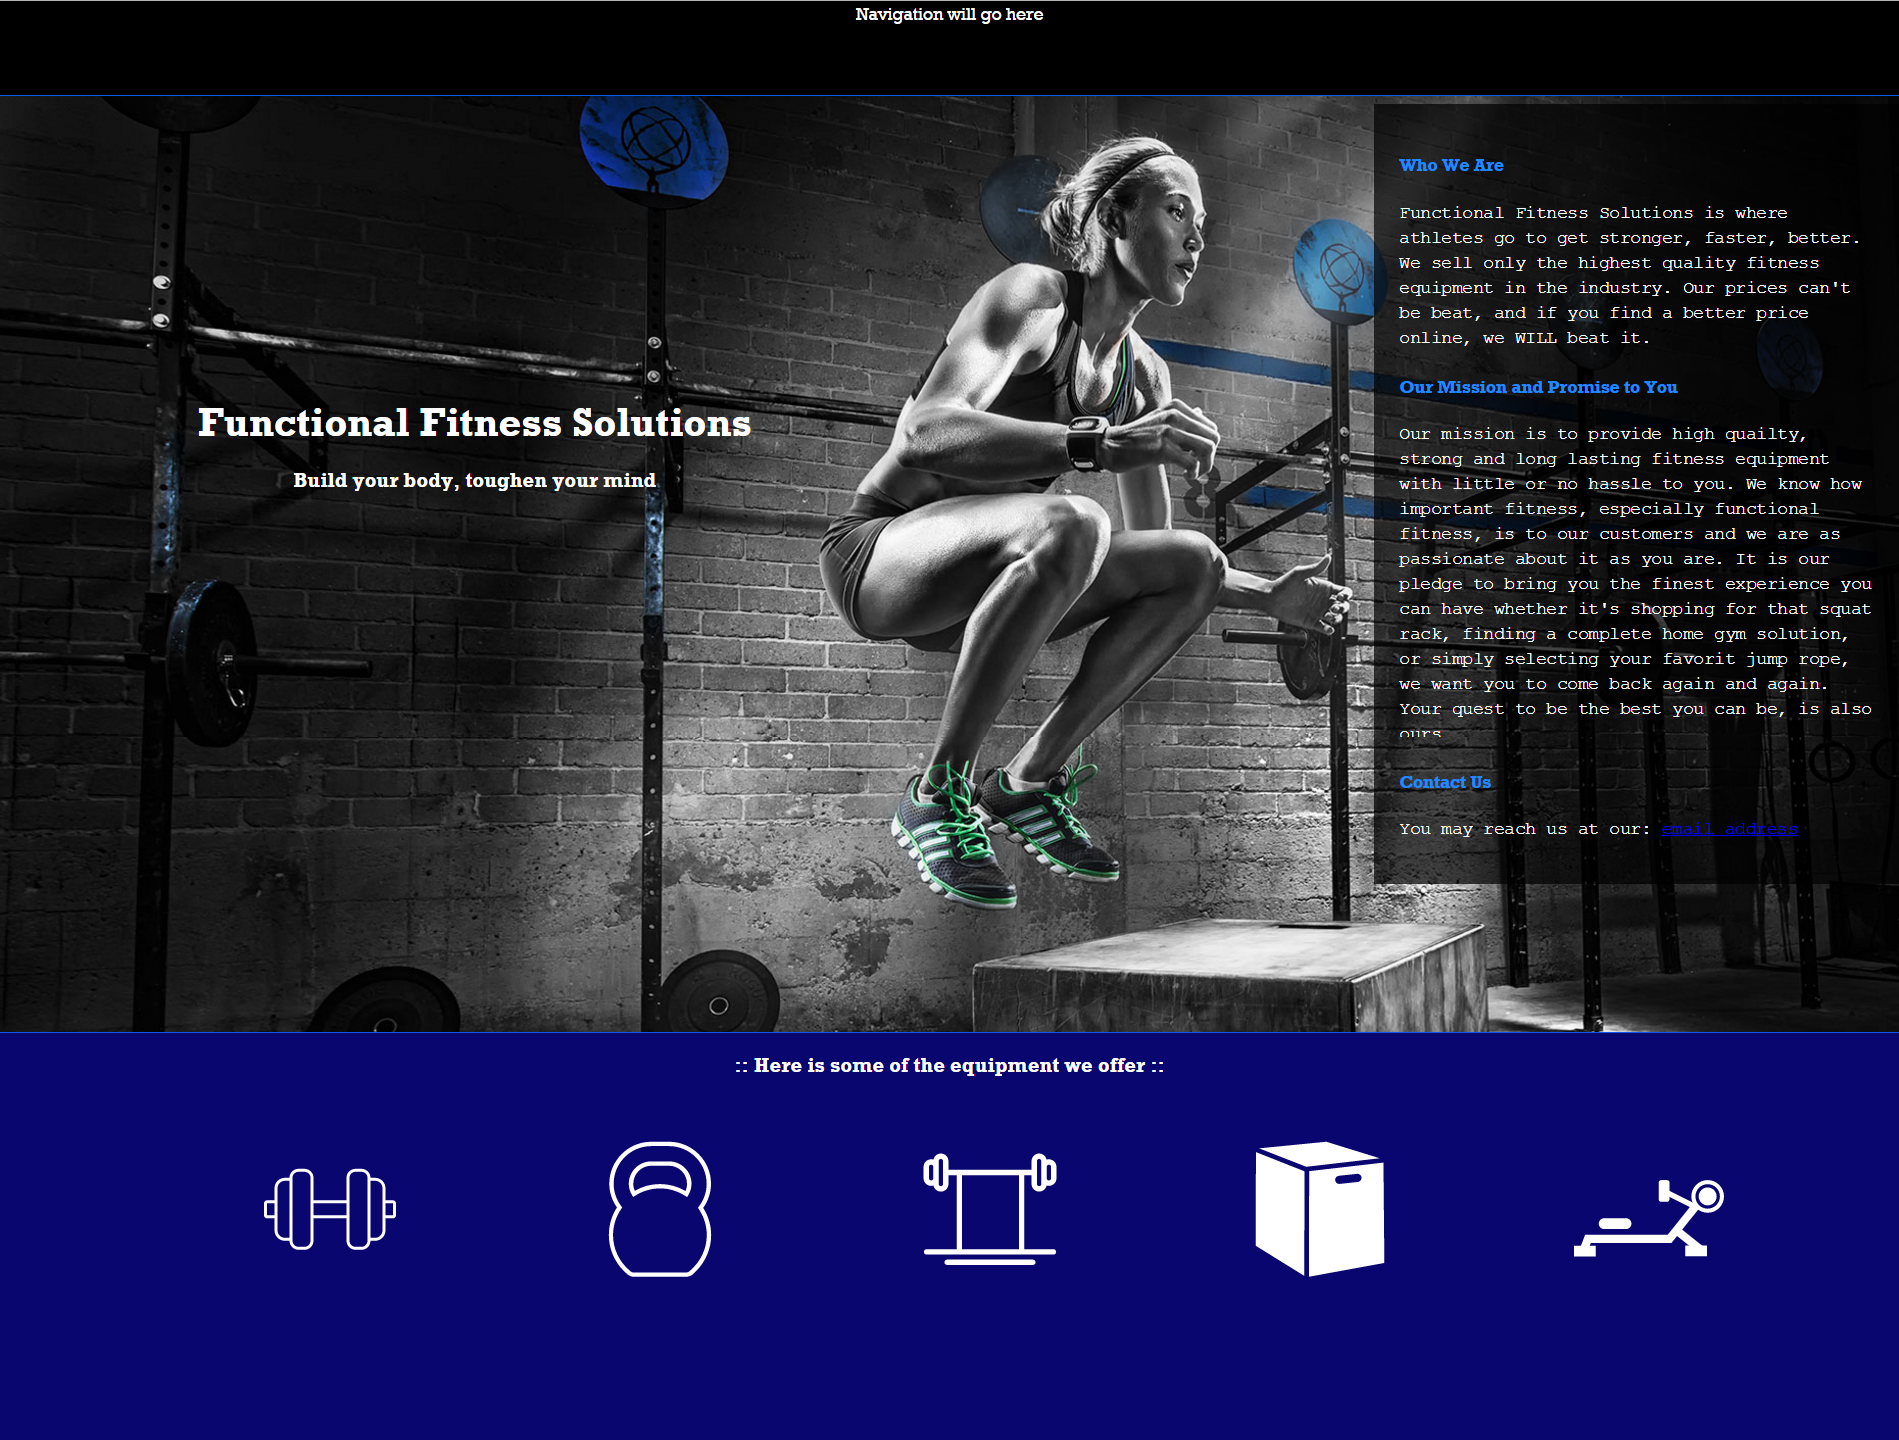 Navigation will go here
Functional Fitness Solutions
Build your body, toughen your mind
Who We Are
Functional Fitness Solutions is where
athletes go to get stronger, faster, better.
We sell only the highest quality fitness
equipment in the industry. Our prices can't
be beat, and if you find a better price
online, we WILL beat it.
Our Mission and Promise to You
Our mission is to provide high quailty,
strong and long lasting fitness equipment
with little or no hassle to you. We know how
important fitness, especially functional
fitness, is to our customers and we are as
passionate about it as you are. It is our
pledge to bring you the finest experience you
can have whether it's shopping for that squat
rack, finding a complete home gym solution,
or simply selecting your favorit jump rope,
we want you to come back again and again.
Your quest to be the best you can be, is also
ours
Contact Us
You may reach us at our: email address
:: Here is some of the equipment we offer ::